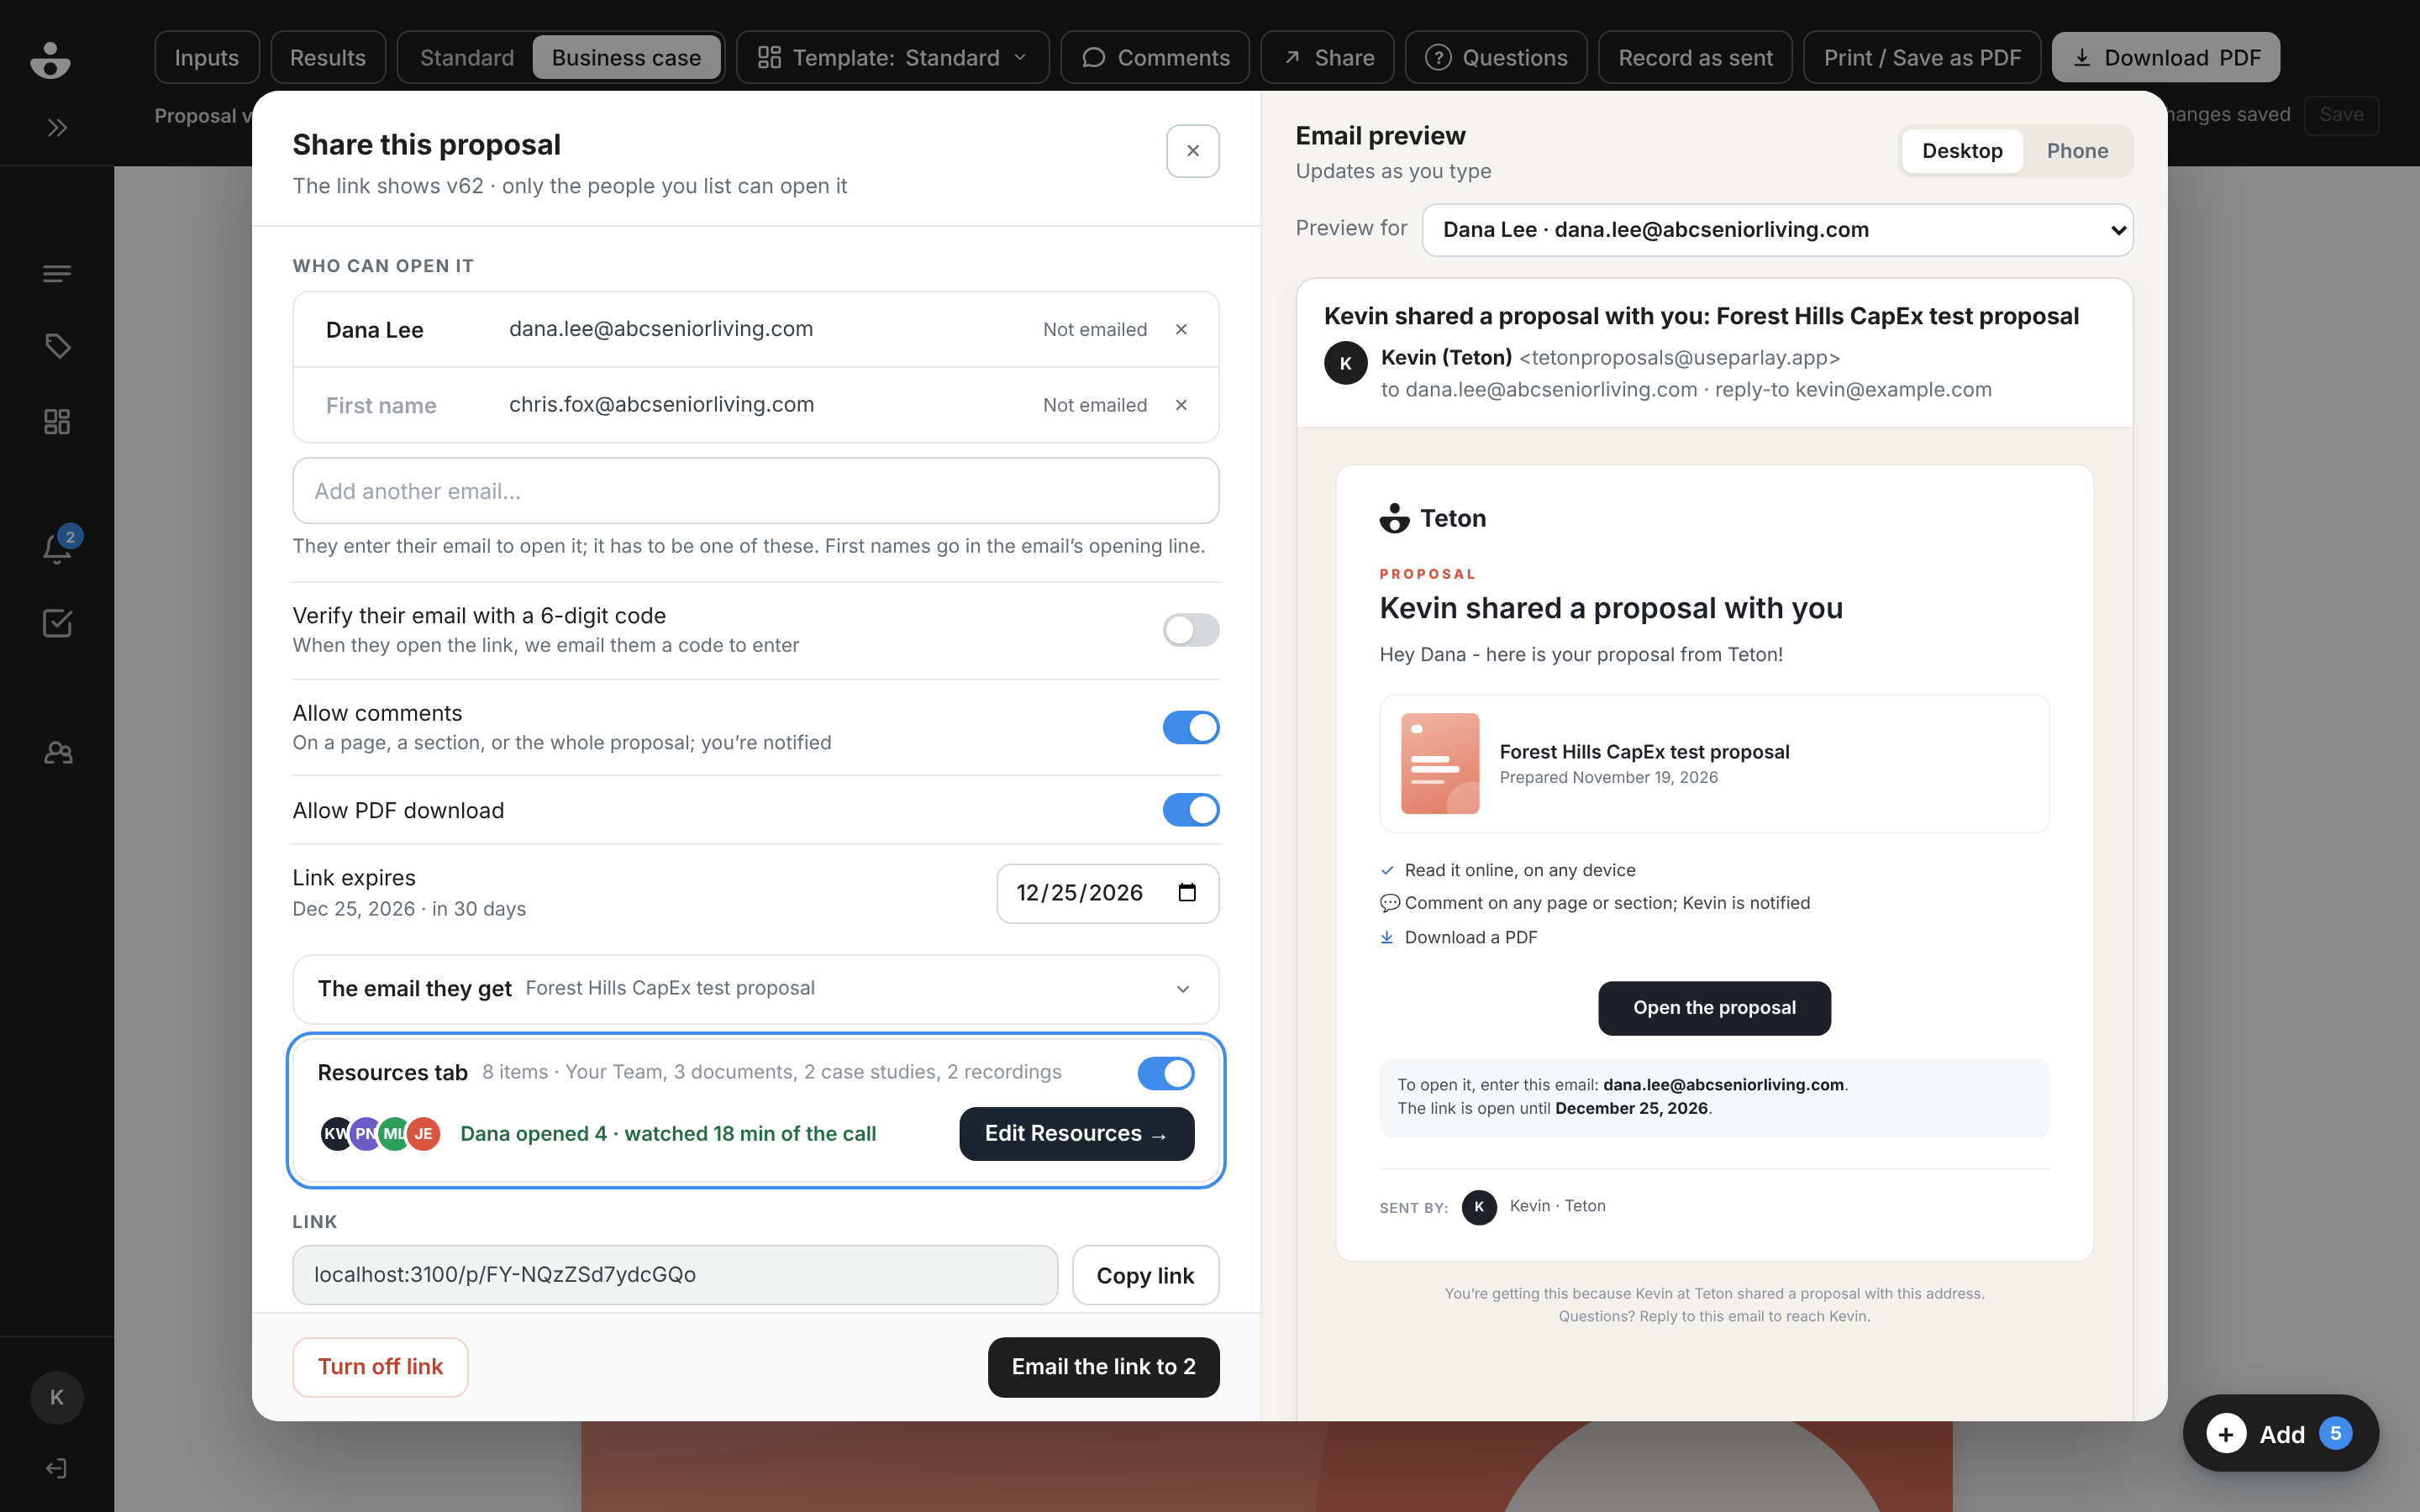 Inputs
Results
Standard
Business case
Template: Standard
Comments
Share
? Questions
Record as sent
Print / Save as PDF
Download PDF
Proposal v
hanges saved
Save
Share this proposal
The link shows v62 · only the people you list can open it
WHO CAN OPEN IT
Dana Lee dana.lee@abcseniorliving.com Not emailed ×
First name chris.fox@abcseniorliving.com Not emailed ×
Add another email...
They enter their email to open it; it has to be one of these. First names go in the email's opening line.
Verify their email with a 6-digit code
When they open the link, we email them a code to enter
Allow comments
On a page, a section, or the whole proposal; you're notified
Allow PDF download
Link expires
Dec 25, 2026 · in 30 days
12/25/2026
The email they get Forest Hills CapEx test proposal
Resources tab 8 items · Your Team, 3 documents, 2 case studies, 2 recordings
KW PN ML JE Dana opened 4 · watched 18 min of the call
Edit Resources →
LINK
localhost:3100/p/FY-NQzZSd7ydcGQo
Copy link
Turn off link
Email the link to 2
Email preview
Updates as you type
Desktop
Phone
Preview for Dana Lee · dana.lee@abcseniorliving.com
Kevin shared a proposal with you: Forest Hills CapEx test proposal
K
Kevin (Teton) <tetonproposals@useparlay.app>
to dana.lee@abcseniorliving.com · reply-to kevin@example.com
Teton
PROPOSAL
Kevin shared a proposal with you
Hey Dana - here is your proposal from Teton!
Forest Hills CapEx test proposal
Prepared November 19, 2026
Read it online, on any device
Comment on any page or section; Kevin is notified
Download a PDF
Open the proposal
To open it, enter this email: dana.lee@abcseniorliving.com.
The link is open until December 25, 2026.
SENT BY: K Kevin · Teton
You're getting this because Kevin at Teton shared a proposal with this address.
Questions? Reply to this email to reach Kevin.
2
K
+ Add 5